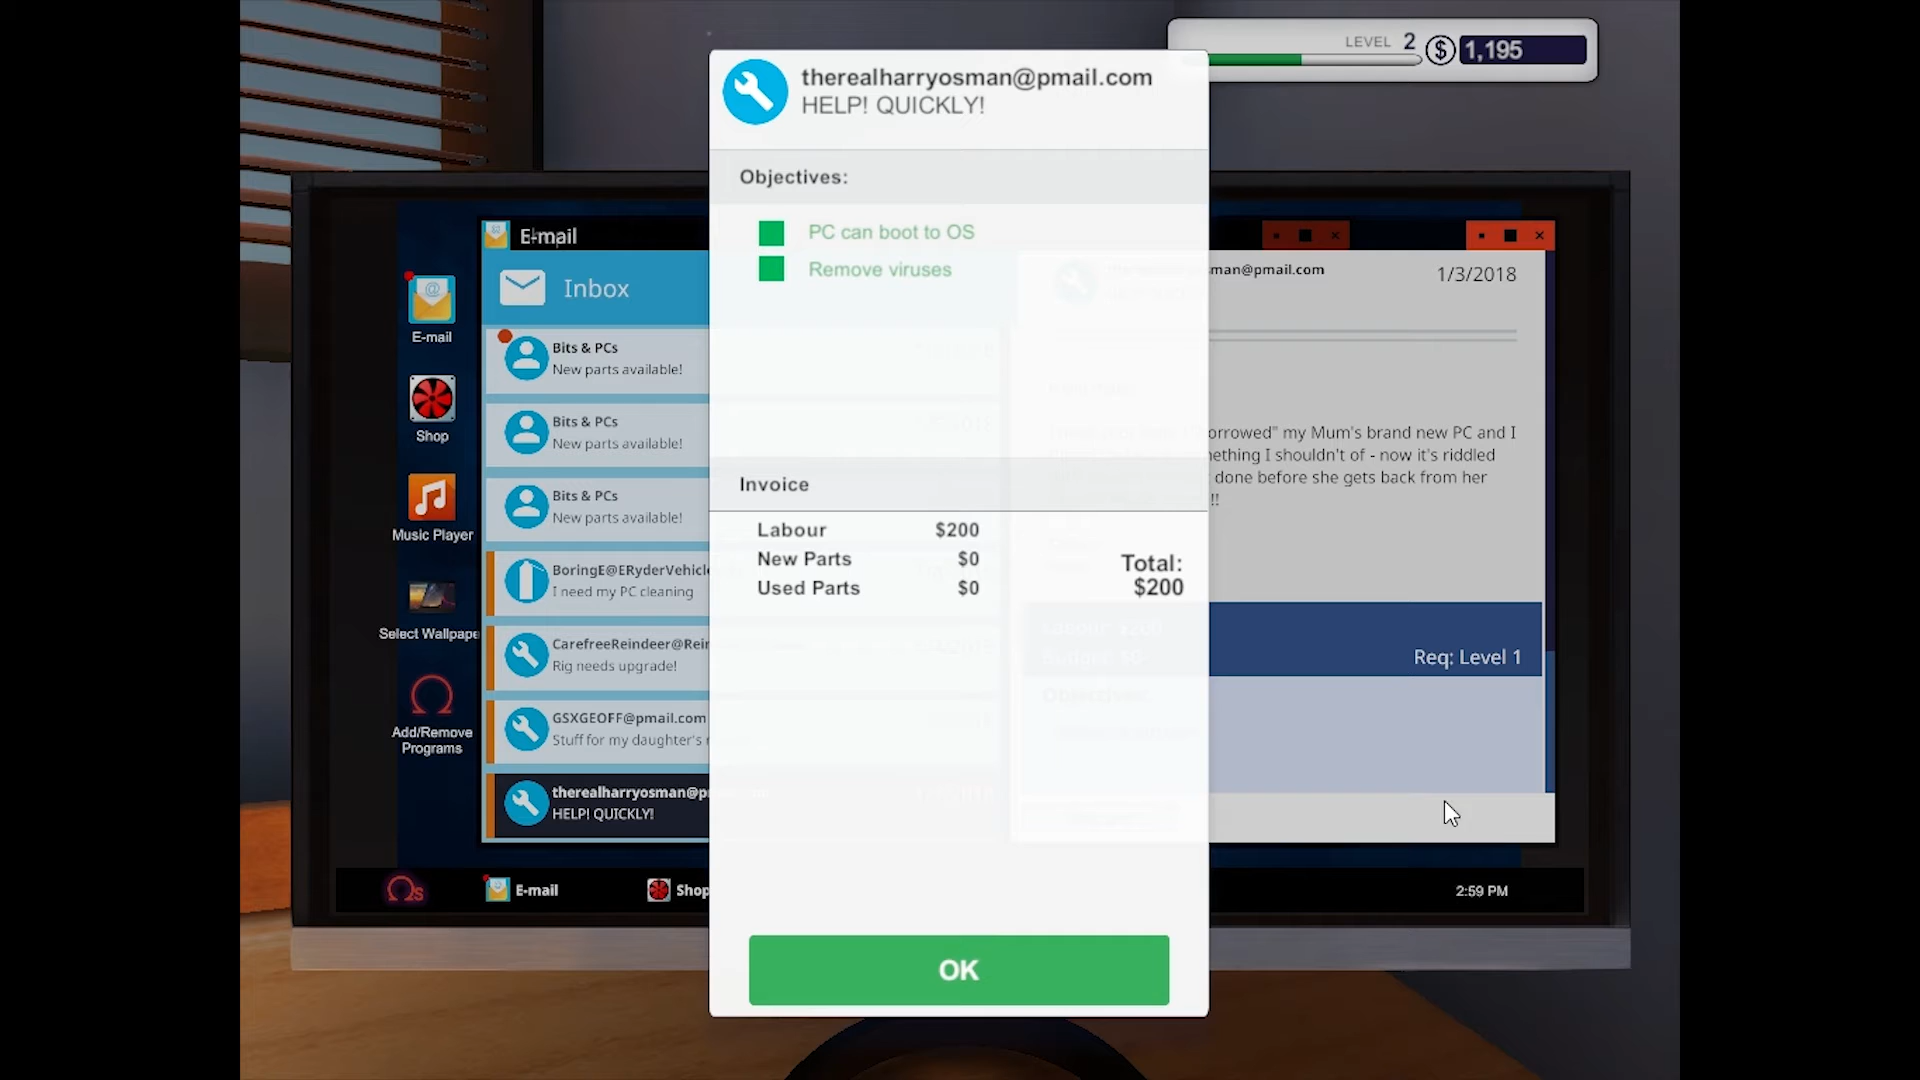 LEVEL 2
1,195
therealharryosman@pmail.com
HELP! QUICKLY!
Objectives:
PC can boot to OS
Remove viruses
Invoice
Labour $200
New Parts $0
Used Parts $0
Total:
$200
OK
E-mail
Inbox
Bits & PCs
New parts available!
Bits & PCs
New parts available!
Bits & PCs
New parts available!
BoringE@ERyderVehicle
I need my PC cleaning
CarefreeReindeer@Rein
Rig needs upgrade!
GSXGEOFF@pmail.com
Stuff for my daughter's
therealharryosman@p
HELP! QUICKLY!
man@pmail.com
1/3/2018
orrowed" my Mum's brand new PC and I
ething I shouldn't of - now it's riddled
done before she gets back from her
!!
Req: Level 1
E-mail
Shop
Music Player
Select Wallpape
Add/Remove
Programs
E-mail
Shop
2:59 PM